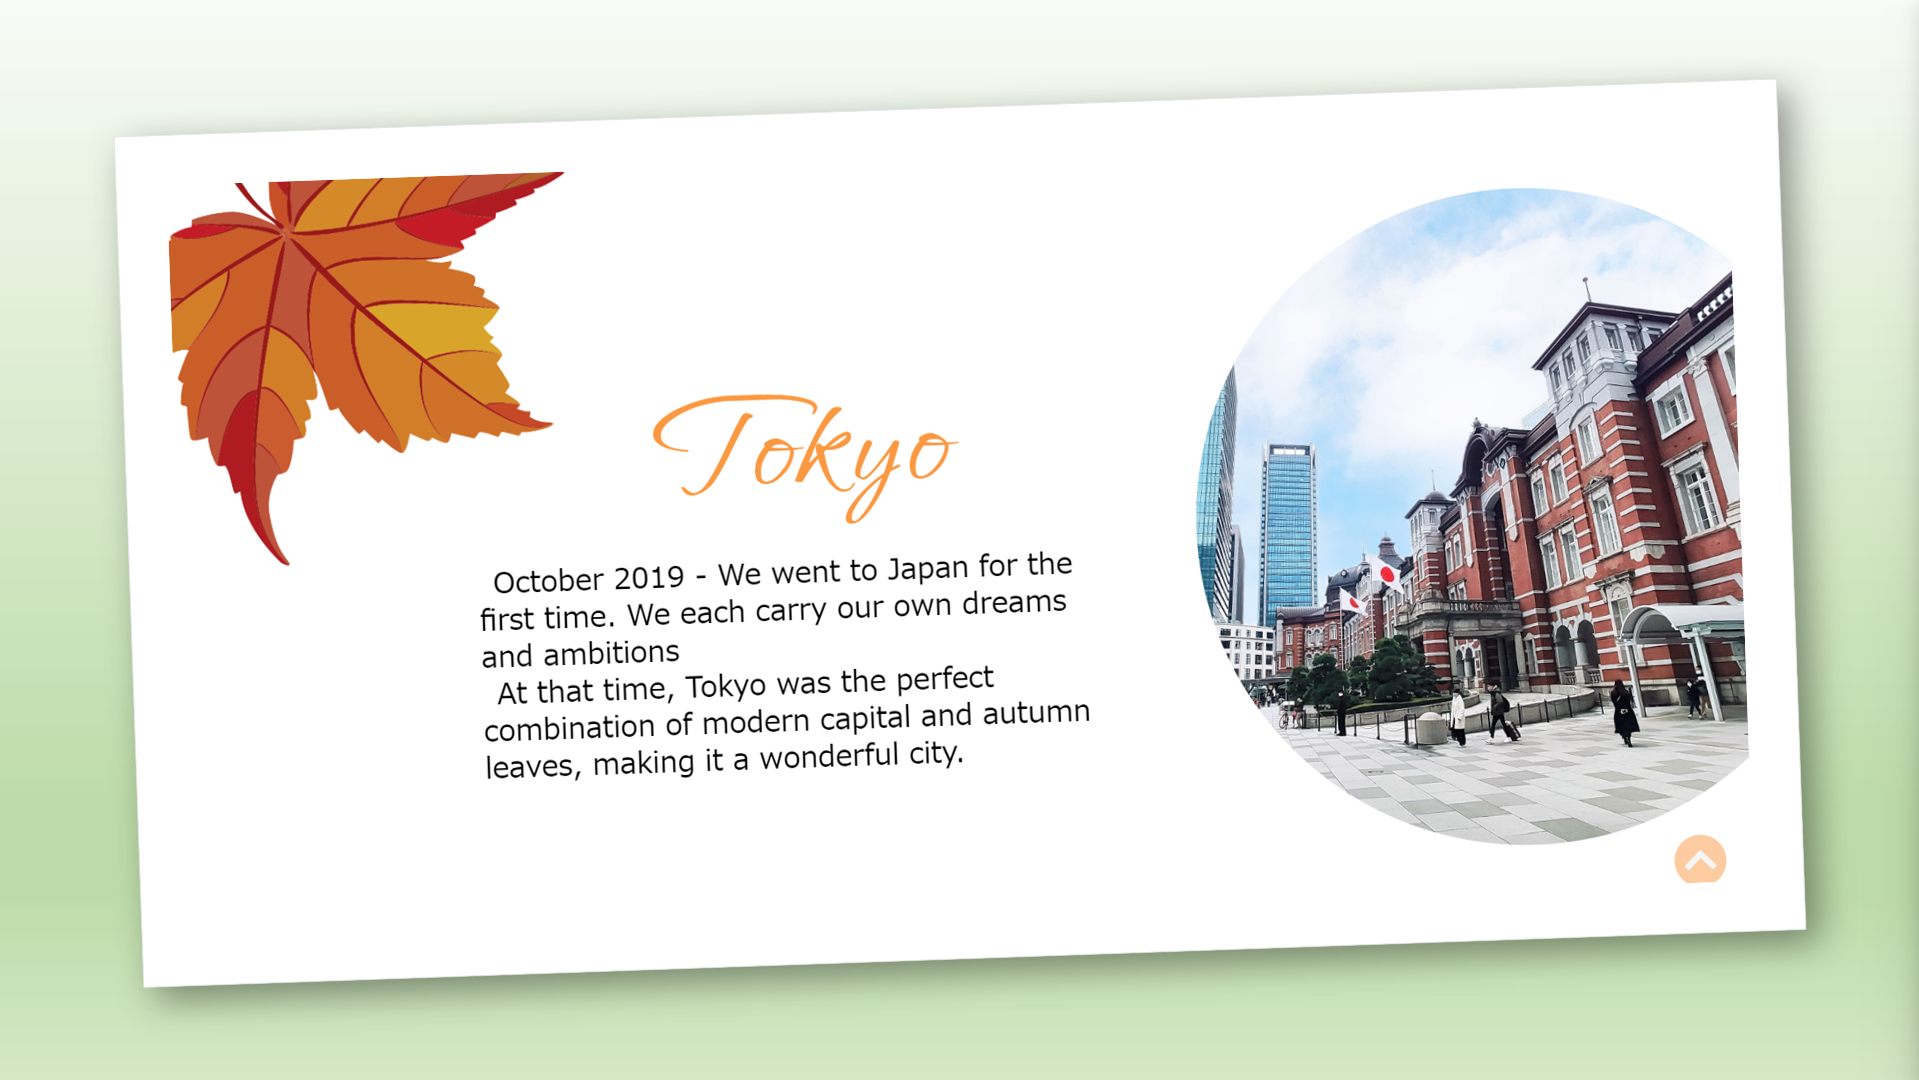 Tokyo
October 2019 - We went to Japan for the
first time. We each carry our own dreams
and ambitions
At that time, Tokyo was the perfect
combination of modern capital and autumn
leaves, making it a wonderful city.